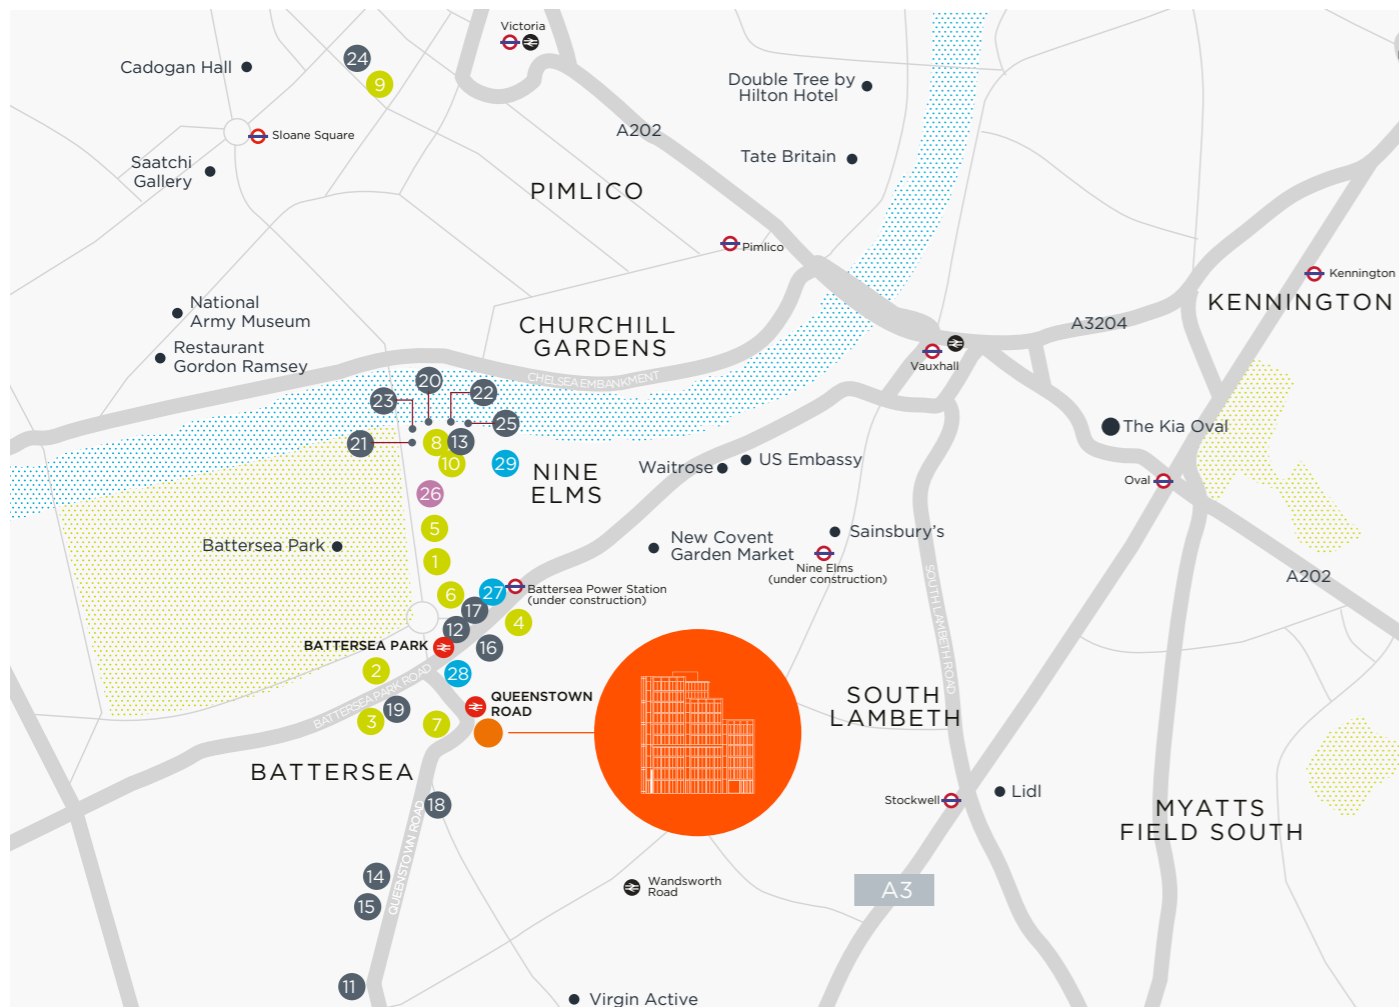 Victoria
24
Cadogan Hall
9
Double Tree by
Hilton Hotel
A202
Sloane Square
Tate Britain
Saatchi
Gallery
PIMLICO
Pimlico
Kennington
KENNINGTON
National
Army Museum
CHURCHILL
GARDENS
A3204
Restaurant
Gordon Ramsey
Vauxhall
CHELSEA EMBANKMENT
20
22
23
25
21
8
13
The Kia Oval
10
29
Waitrose
US Embassy
NINE
ELMS
Oval
26
5
Sainsbury's
Battersea Park
New Covent
Garden Market
1
Nine Elms
(under construction)
A202
6
27
Battersea Power Station
(under construction)
17
4
SOUTH LAMBETH ROAD
12
BATTERSEA PARK
16
2
28
BATTERSEA PARK ROAD
QUEENSTOWN
ROAD
SOUTH
LAMBETH
19
3
7
BATTERSEA
Stockwell
Lidl
18
MYATTS
FIELD SOUTH
QUEENSTOWN ROAD
14
Wandsworth
Road
A3
15
11
Virgin Active